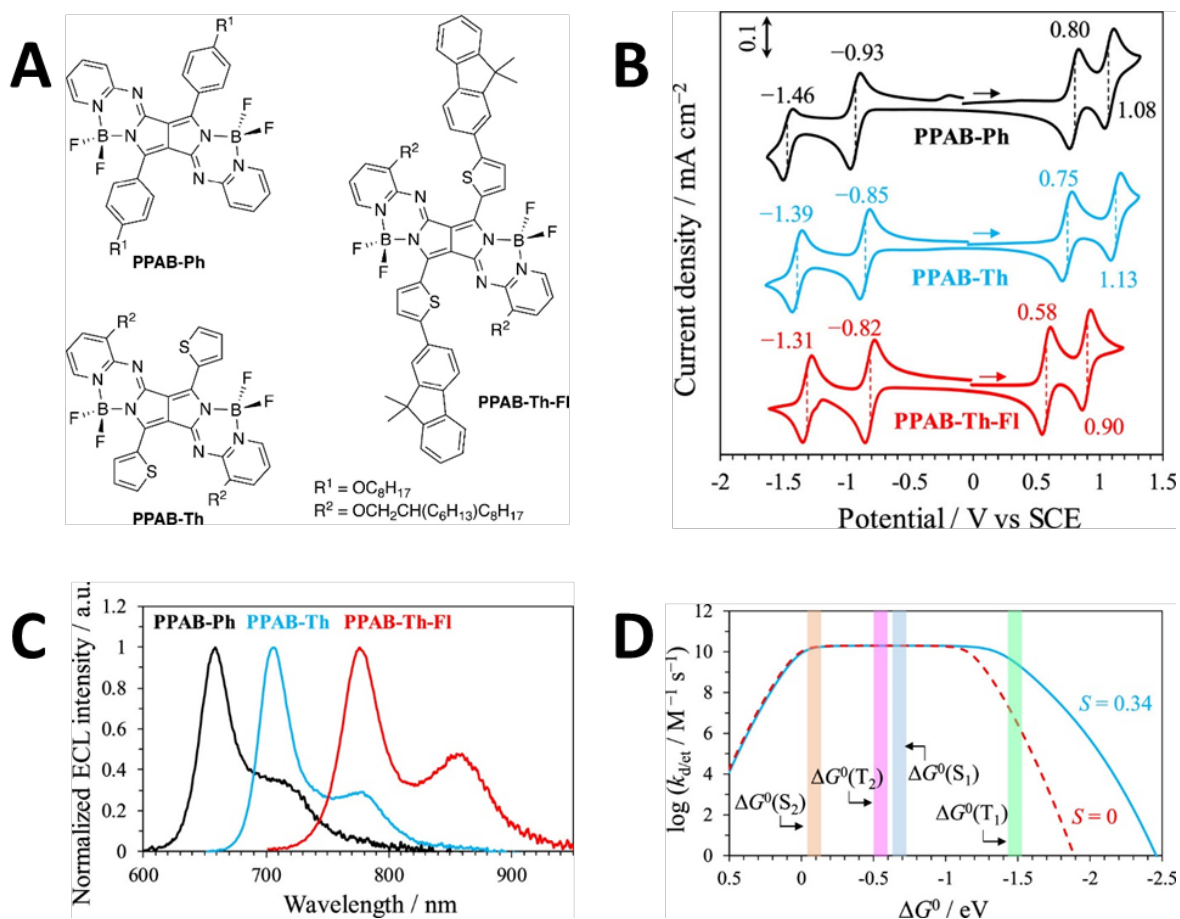 A
R¹
N
N
F
B
N
N
B
F
F
F
N
N
R¹
PPAB-Ph
R²
S
N
N
F
B
N
N
B
F
F
F
N
N
S
R²
PPAB-Th
R²
S
N
N
F
B
N
N
B
F
F
F
N
N
S
R²
PPAB-Th-Fl
R¹ = OC₈H₁₇
R² = OCH₂CH(C₆H₁₃)C₈H₁₇
B
Current density / mA cm⁻²
0.1
−1.46
−0.93
0.80
1.08
PPAB-Ph
−1.39
−0.85
0.75
1.13
PPAB-Th
−1.31
−0.82
0.58
0.90
PPAB-Th-Fl
-2 -1.5 -1 -0.5 0 0.5 1 1.5
Potential / V vs SCE
C
Normalized ECL intensity / a.u.
1.2
1
0.8
0.6
0.4
0.2
0
PPAB-Ph PPAB-Th PPAB-Th-Fl
600 700 800 900
Wavelength / nm
D
log (k_d/et / M⁻¹ s⁻¹)
12
10
8
6
4
2
0
S = 0.34
S = 0
ΔG⁰(S₂)
ΔG⁰(T₂)
ΔG⁰(S₁)
ΔG⁰(T₁)
0.5 0 -0.5 -1 -1.5 -2 -2.5
ΔG⁰ / eV